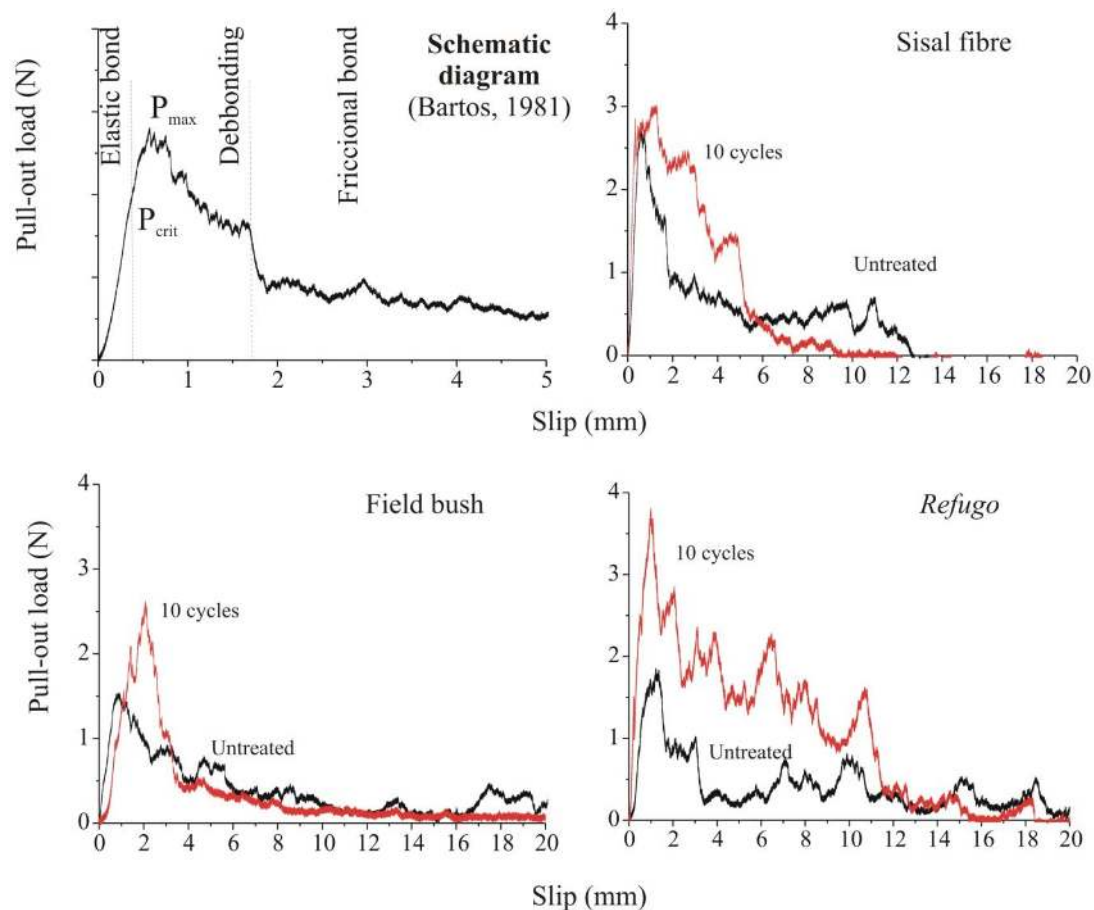 Pull-out load (N)
Elastic bond
P max
P crit
Debbonding
Friccional bond
Schematic
diagram
(Bartos, 1981)
0 1 2 3 4 5
Sisal fibre
4
3
2
1
0
10 cycles
Untreated
0 2 4 6 8 10 12 14 16 18 20
Slip (mm)
Pull-out load (N)
Field bush
4
3
2
1
0
10 cycles
Untreated
0 2 4 6 8 10 12 14 16 18 20
Refugo
4
3
2
1
0
10 cycles
Untreated
0 2 4 6 8 10 12 14 16 18 20
Slip (mm)